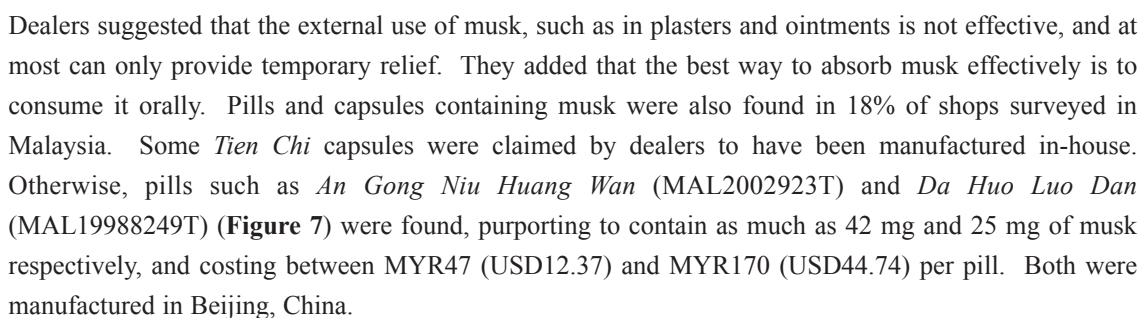 Dealers suggested that the external use of musk, such as in plasters and ointments is not effective, and at
most can only provide temporary relief. They added that the best way to absorb musk effectively is to
consume it orally. Pills and capsules containing musk were also found in 18% of shops surveyed in
Malaysia. Some Tien Chi capsules were claimed by dealers to have been manufactured in-house.
Otherwise, pills such as An Gong Niu Huang Wan (MAL2002923T) and Da Huo Luo Dan
(MAL19988249T) (Figure 7) were found, purporting to contain as much as 42 mg and 25 mg of musk
respectively, and costing between MYR47 (USD12.37) and MYR170 (USD44.74) per pill. Both were
manufactured in Beijing, China.